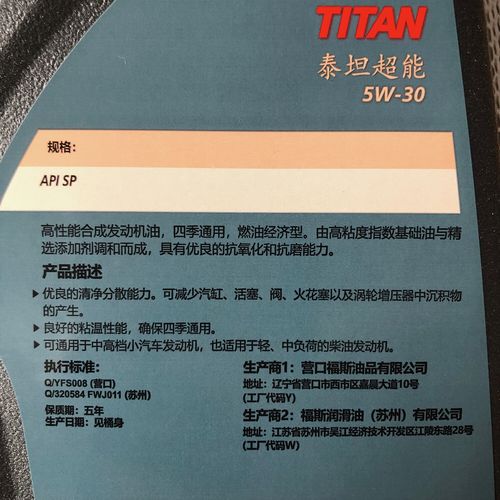 TITAN
泰坦超能
5W-30
规格：
API SP
高性能合成发动机油，四季通用，燃油经济型。由高粘度指数基础油与精
选添加剂调和而成，具有优良的抗氧化和抗磨能力。
产品描述
▸ 优良的清净分散能力。可减少汽缸、活塞、阀、火花塞以及涡轮增压器中沉积物
的产生。
▸ 良好的粘温性能，确保四季通用。
▸ 可通用于中高档小汽车发动机，也适用于轻、中负荷的柴油发动机。
执行标准：
Q/YFS008 (营口)
Q/320584 FWJ011 (苏州)
保质期：五年
生产日期：见桶身
生产商1：营口福斯油品有限公司
地址：辽宁省营口市西市区嘉晨大道10号
(工厂代码Y)
生产商2：福斯润滑油（苏州）有限公司
地址：江苏省苏州市吴江经济技术开发区江陵东路28号
(工厂代码W)